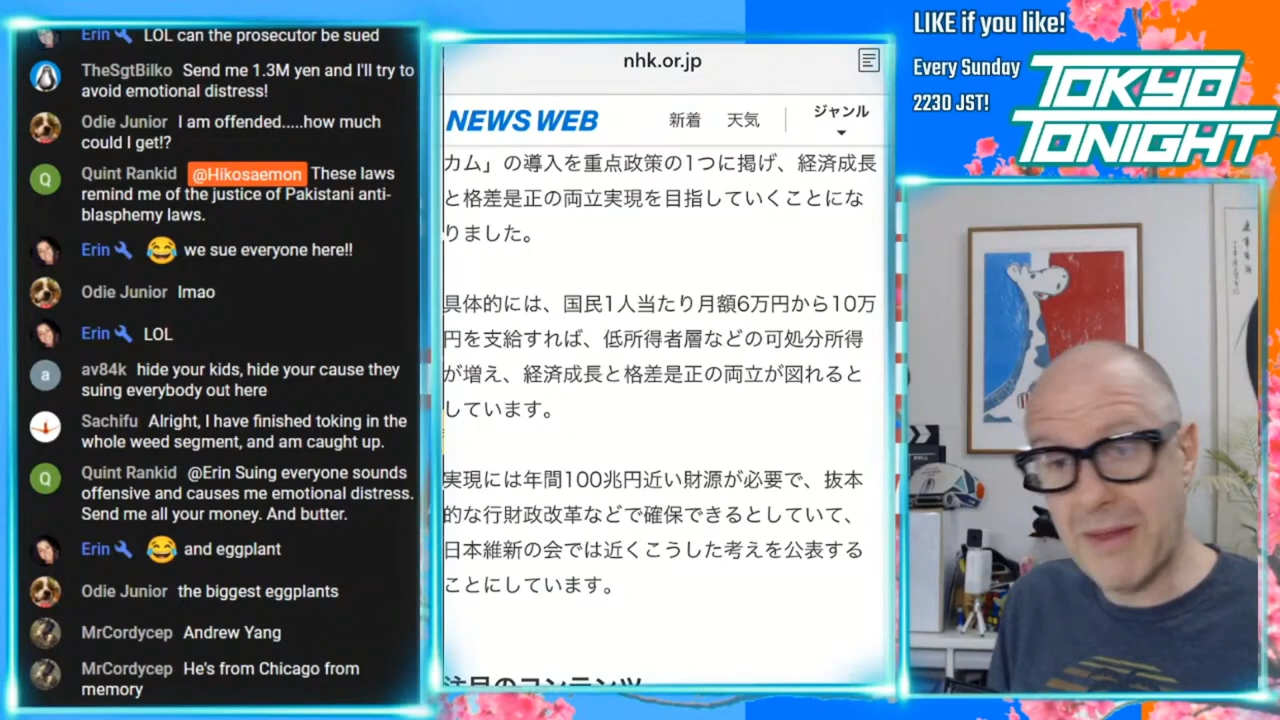 Erin LOL can the prosecutor be sued
TheSgtBilko Send me 1.3M yen and I'll try to
avoid emotional distress!
Odie Junior I am offended.....how much
could I get!?
Q
Quint Rankid @Hikosaemon These laws
remind me of the justice of Pakistani anti-
blasphemy laws.
Erin we sue everyone here!!
Odie Junior lmao
Erin LOL
a
av84k hide your kids, hide your cause they
suing everybody out here
Sachifu Alright, I have finished toking in the
whole weed segment, and am caught up.
Q
Quint Rankid @Erin Suing everyone sounds
offensive and causes me emotional distress.
Send me all your money. And butter.
Erin and eggplant
Odie Junior the biggest eggplants
MrCordycep Andrew Yang
MrCordycep He's from Chicago from
memory
nhk.or.jp
NEWS WEB
新着 天気 ジャンル
カム」の導入を重点政策の1つに掲げ、経済成長
と格差是正の両立実現を目指していくことにな
りました。
具体的には、国民1人当たり月額6万円から10万
円を支給すれば、低所得者層などの可処分所得
が増え、経済成長と格差是正の両立が図れると
しています。
実現には年間100兆円近い財源が必要で、抜本
的な行財政改革などで確保できるとしていて、
日本維新の会では近くこうした考えを公表する
ことにしています。
注目のコンテンツ
LIKE if you like!
Every Sunday
2230 JST!
TOKYO
TONIGHT